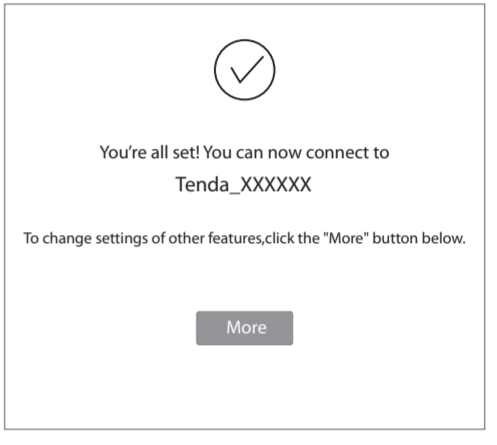 You're all set! You can now connect to
Tenda_XXXXXX
To change settings of other features,click the "More" button below.
More